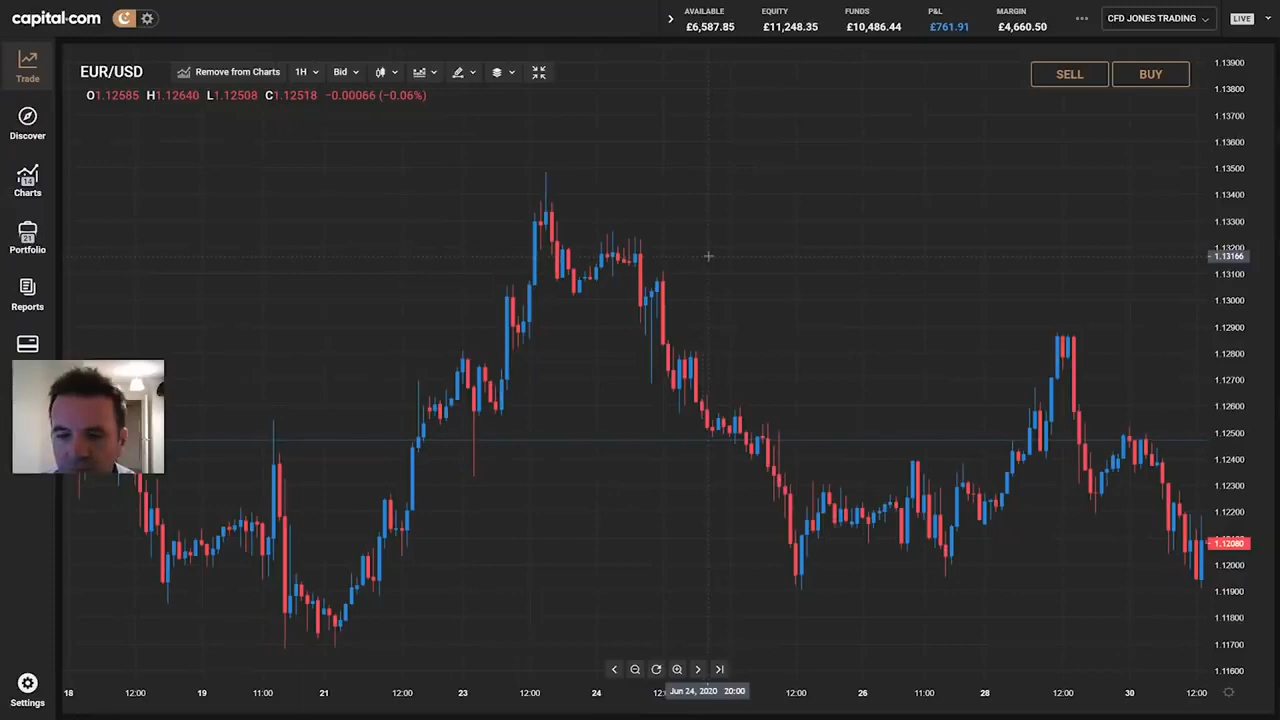 capital·com
AVAILABLE
£6,587.85
EQUITY
£11,248.35
FUNDS
£10,486.44
P&L
£761.91
MARGIN
£4,660.50
CFD JONES TRADING
LIVE
Trade
Discover
14
Charts
21
Portfolio
Reports
Settings
EUR/USD
Remove from Charts
1H
Bid
SELL
BUY
O1.12585 H1.12640 L1.12508 C1.12518 −0.00066 (−0.06%)
1.13900
1.13800
1.13700
1.13600
1.13500
1.13400
1.13300
1.13200
1.13166
1.13100
1.13000
1.12900
1.12800
1.12700
1.12600
1.12500
1.12400
1.12300
1.12200
1.12080
1.12000
1.11900
1.11800
1.11700
1.11600
18
12:00
19
11:00
21
12:00
23
12:00
24
Jun 24, 2020 20:00
12:00
26
11:00
28
12:00
30
12:00